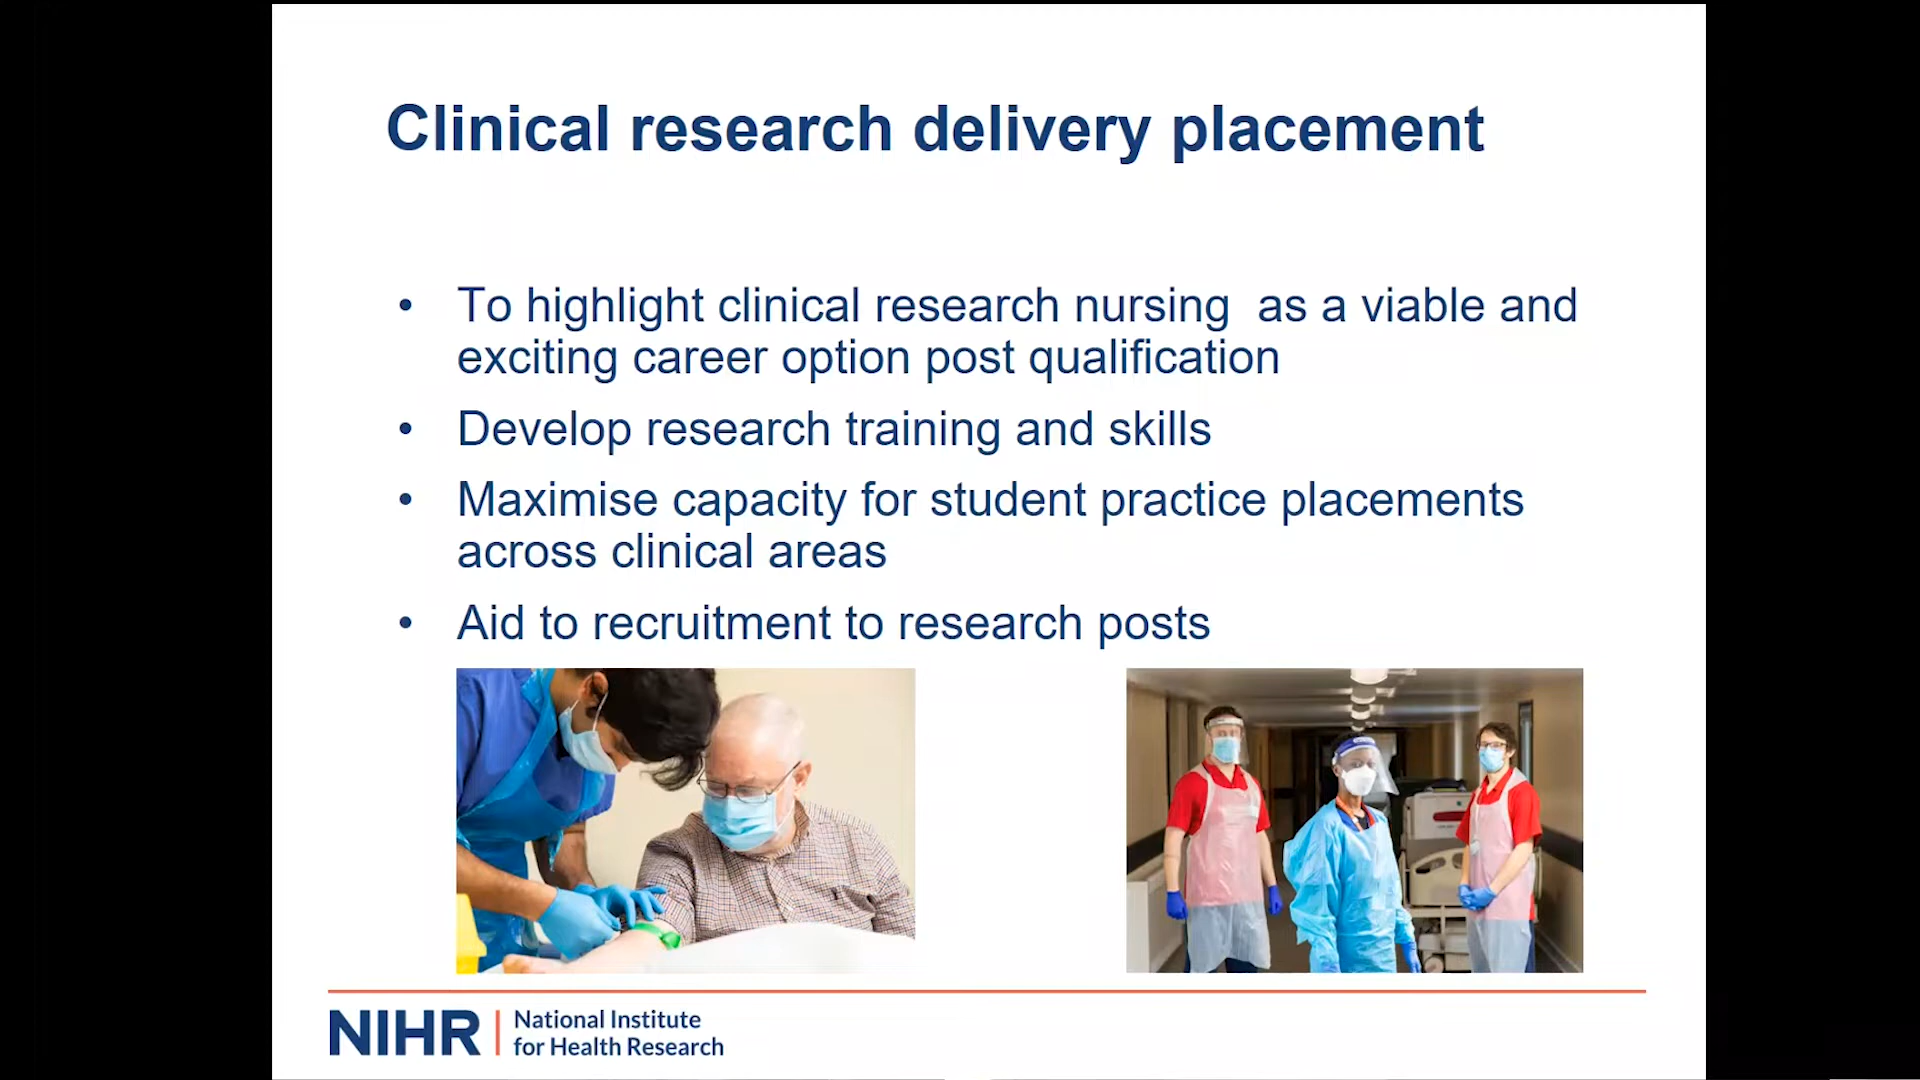 Clinical research delivery placement
• To highlight clinical research nursing  as a viable and
exciting career option post qualification
• Develop research training and skills
• Maximise capacity for student practice placements
across clinical areas
• Aid to recruitment to research posts
NIHR | National Institute
for Health Research